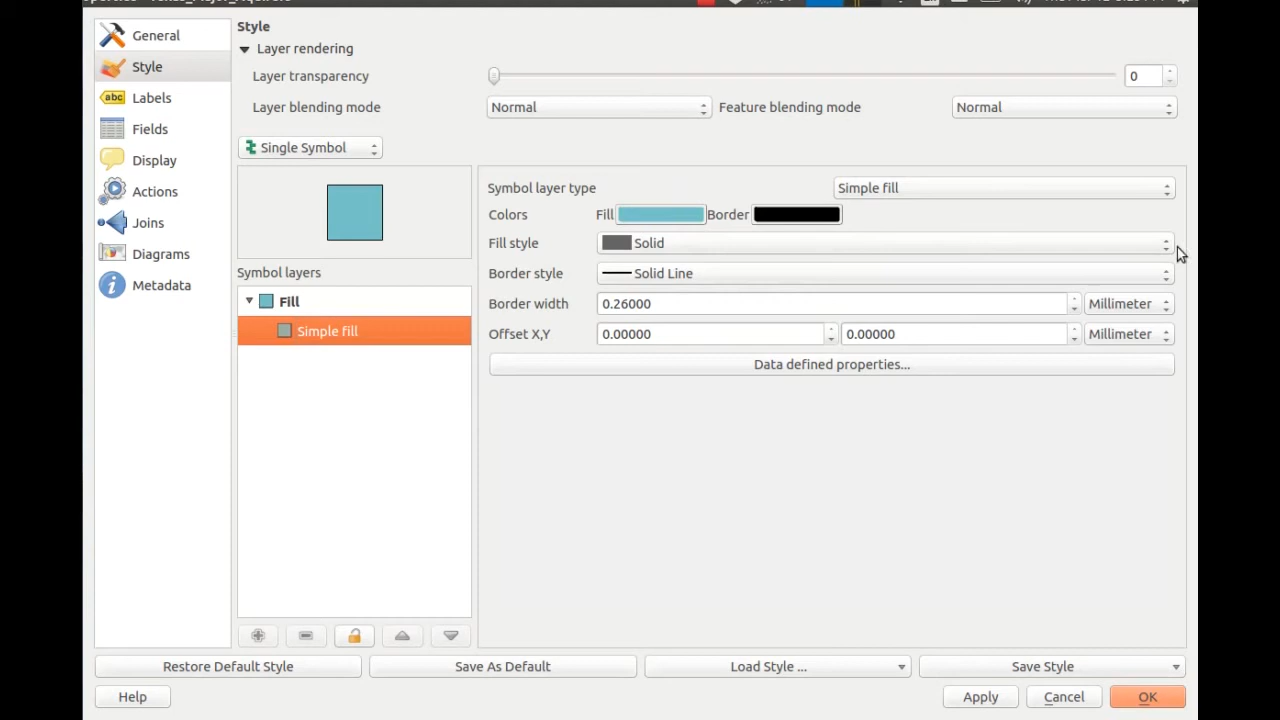 General
Style
Labels
Fields
Display
Actions
Joins
Diagrams
Metadata
Style
Layer rendering
Layer transparency
0
Layer blending mode
Normal
Feature blending mode
Normal
Single Symbol
Symbol layers
Fill
Simple fill
Symbol layer type
Simple fill
Colors
Fill
Border
Fill style
Solid
Border style
Solid Line
Border width
0.26000
Millimeter
Offset X,Y
0.00000
0.00000
Millimeter
Data defined properties...
Restore Default Style
Save As Default
Load Style ...
Save Style
Help
Apply
Cancel
OK